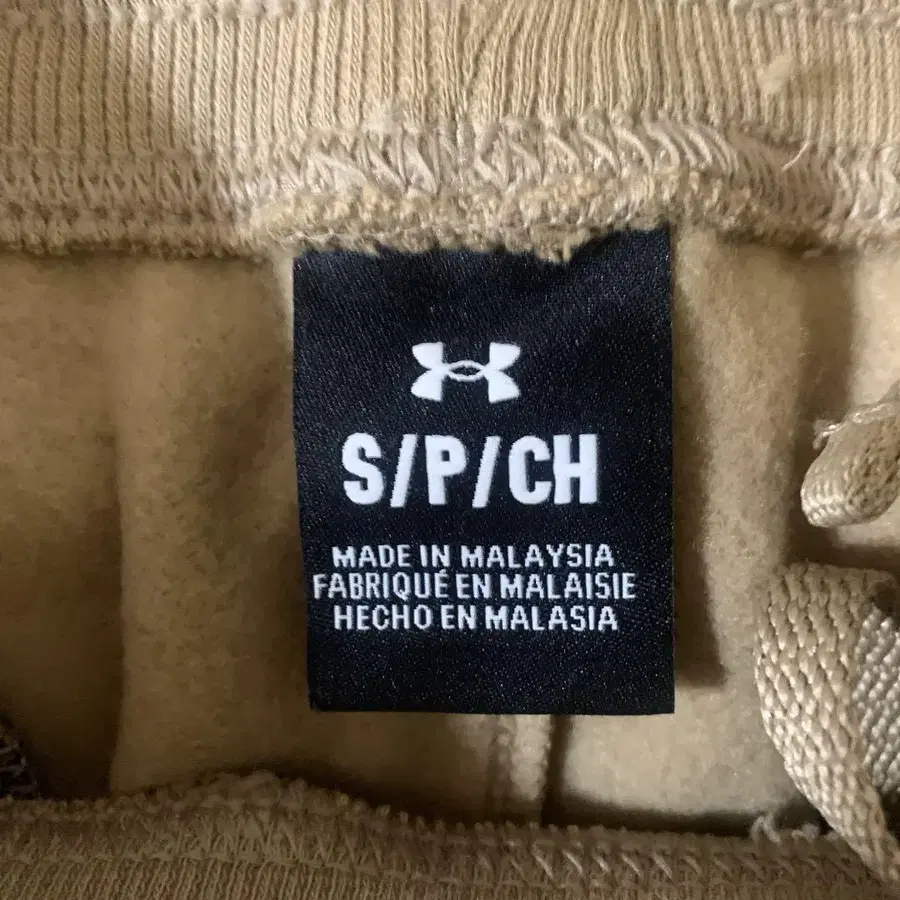 S/P/CH
MADE IN MALAYSIA
FABRIQUÉ EN MALAISIE
HECHO EN MALASIA